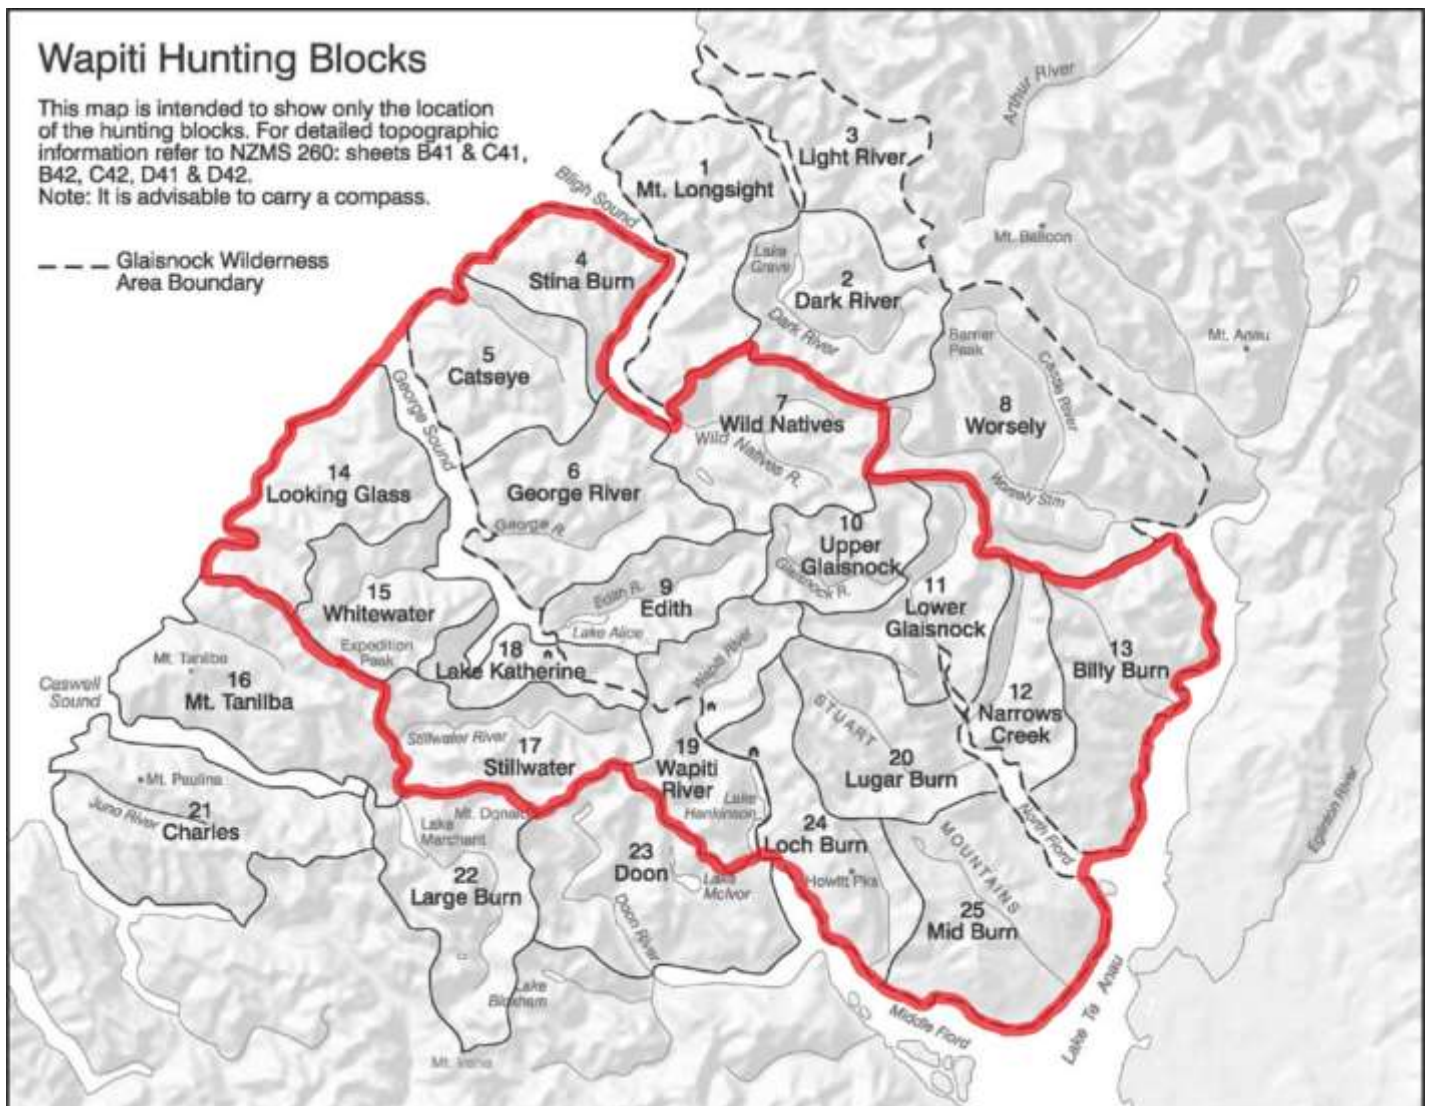 Wapiti Hunting Blocks
This map is intended to show only the location
of the hunting blocks. For detailed topographic
information refer to NZMS 260: sheets B41 & C41,
B42, C42, D41 & D42.
Note: It is advisable to carry a compass.
Glaisnock Wilderness
Area Boundary
Arthur River
3
Light River
1
Mt. Longsight
Bligh Sound
Mt. Balloon
4
Stina Burn
Lake
Grave
2
Dark River
Dark River
Barrier
Peak
Mt. Anau
5
Catseye
George Sound
Castle River
7
Wild Natives
Wild Natives R.
8
Worsely
Worsely Stm
14
Looking Glass
6
George River
George R.
10
Upper
Glaisnock
Glaisnock R.
15
Whitewater
Expedition
Peak
9
Edith
Edith R.
Lake Alice
11
Lower
Glaisnock
18
Lake Katherine
Wapiti River
13
Billy Burn
Mt. Tanilba
16
Mt. Tanilba
Caswell
Sound
12
Narrows
Creek
STUART
Stillwater River
17
Stillwater
19
Wapiti
River
20
Lugar Burn
Mt. Paulina
21
Charles
Juno River
Mt. Donald
Lake
Marchant
Lake
Hankinson
North Fiord
Eglinton River
24
Loch Burn
MOUNTAINS
23
Doon
Lake
McIvor
Howitt Pks
22
Large Burn
25
Mid Burn
Doon River
Lake
Bloxham
Lake Te Anau
Middle Fiord
Mt. Irene